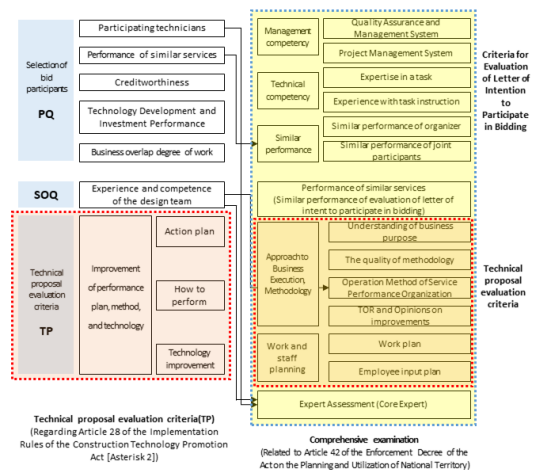 Selection of
bid
participants
PQ
Participating technicians
Performance of similar services
Creditworthiness
Technology Development and
Investment Performance
Business overlap degree of work
SOQ
Experience and competence
of the design team
Technical
proposal
evaluation
criteria
TP
Improvement
of performance
plan, method,
and technology
Action plan
How to
perform
Technology
improvement
Technical proposal evaluation criteria(TP)
(Regarding Article 28 of the Implementation
Rules of the Construction Technology Promotion
Act [Asterisk 2])
Management
competency
Quality Assurance and
Management System
Project Management System
Technical
competency
Expertise in a task
Experience with task instruction
Similar
performance
Similar performance of organizer
Similar performance of joint
participants
Performance of similar services
(Similar performance of evaluation of letter of
intent to participate in bidding)
Approach to
Business
Execution,
Methodology
Understanding of business
purpose
The quality of methodology
Operation Method of Service
Performance Organization
TOR and Opinions on
improvements
Work and
staff
planning
Work plan
Employee input plan
Expert Assessment (Core Expert)
Comprehensive examination
(Related to Article 42 of the Enforcement Decree of the
Act on the Planning and Utilization of National Territory)
Criteria for
Evaluation
of Letter of
Intention
to
Participate
in Bidding
Technical
proposal
evaluation
criteria